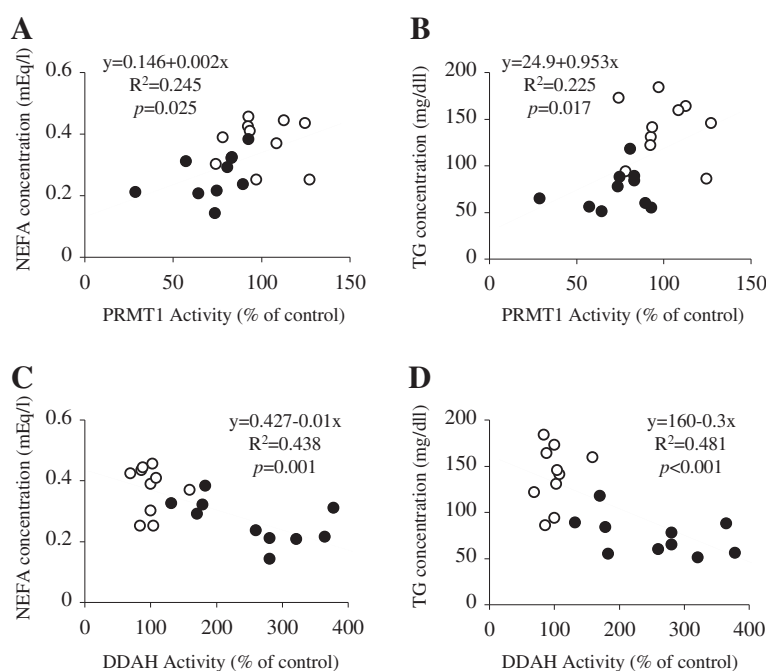 A
y=0.146+0.002x
R²=0.245
p=0.025
NEFA concentration (mEq/l)
0.6
0.4
0.2
0
0 50 100 150
PRMT1 Activity (% of control)
B
y=24.9+0.953x
R²=0.225
p=0.017
TG concentration (mg/dll)
200
150
100
50
0
0 50 100 150
PRMT1 Activity (% of control)
C
y=0.427-0.01x
R²=0.438
p=0.001
NEFA concentration (mEq/l)
0.6
0.4
0.2
0
0 100 200 300 400
DDAH Activity (% of control)
D
y=160-0.3x
R²=0.481
p<0.001
TG concentration (mg/dll)
200
150
100
50
0
0 100 200 300 400
DDAH Activity (% of control)